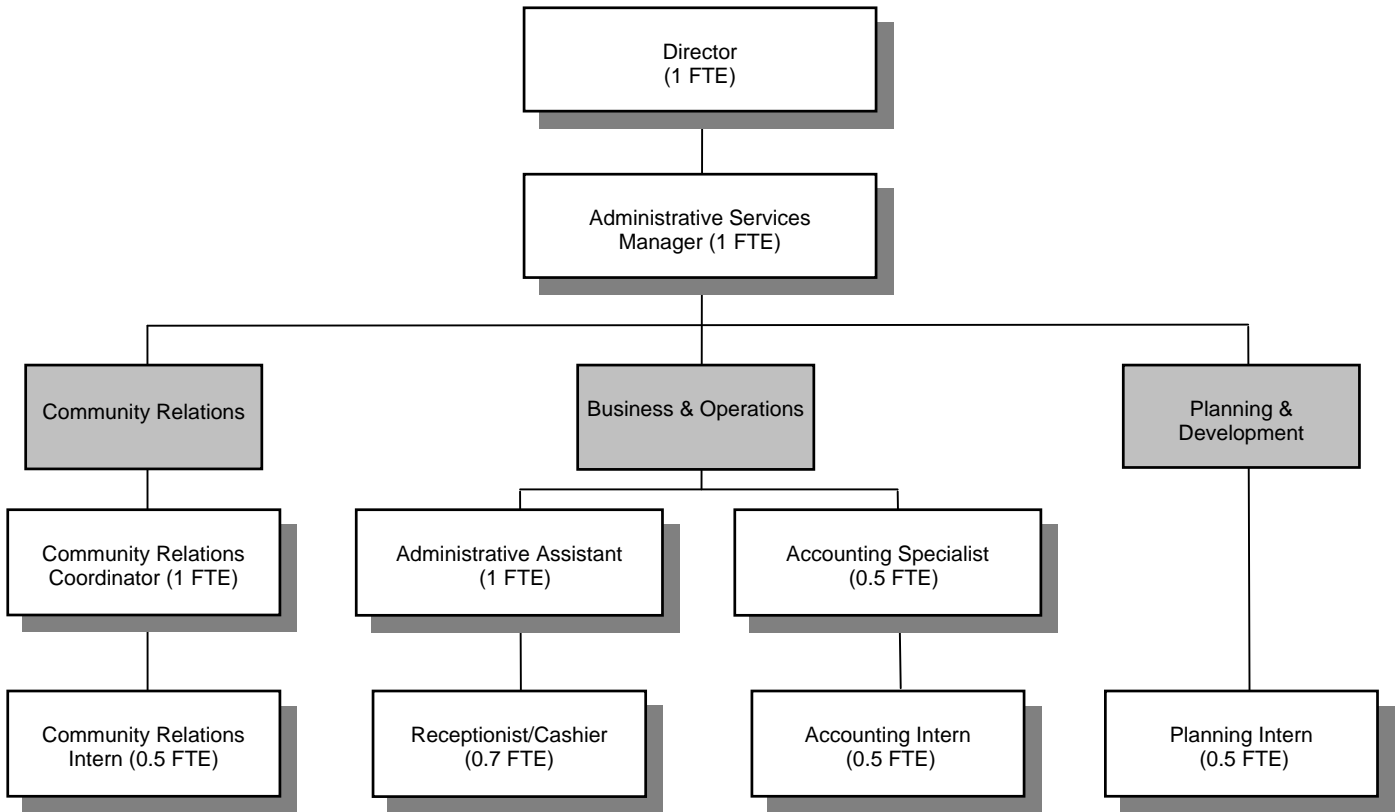 Director
(1 FTE)
Administrative Services
Manager (1 FTE)
Community Relations
Business & Operations
Planning &
Development
Community Relations
Coordinator (1 FTE)
Administrative Assistant
(1 FTE)
Accounting Specialist
(0.5 FTE)
Community Relations
Intern (0.5 FTE)
Receptionist/Cashier
(0.7 FTE)
Accounting Intern
(0.5 FTE)
Planning Intern
(0.5 FTE)